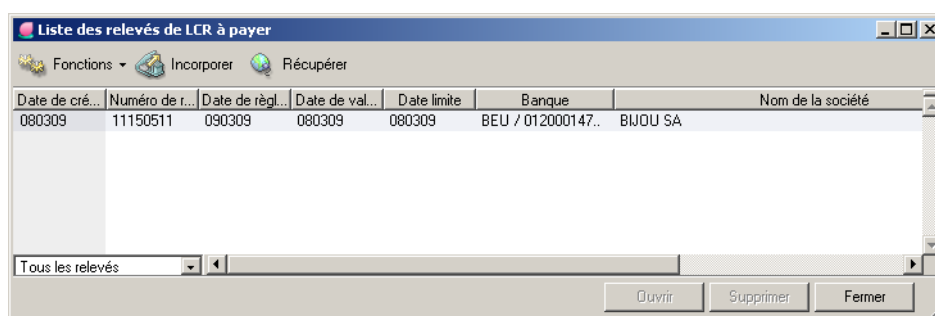 Liste des relevés de LCR à payer
Fonctions Incorporer Récupérer
Date de cré... Numéro de r... Date de règl... Date de val... Date limite Banque Nom de la société
080309 11150511 090309 080309 080309 BEU / 012000147.. BIJOU SA
Tous les relevés
Ouvrir Supprimer Fermer